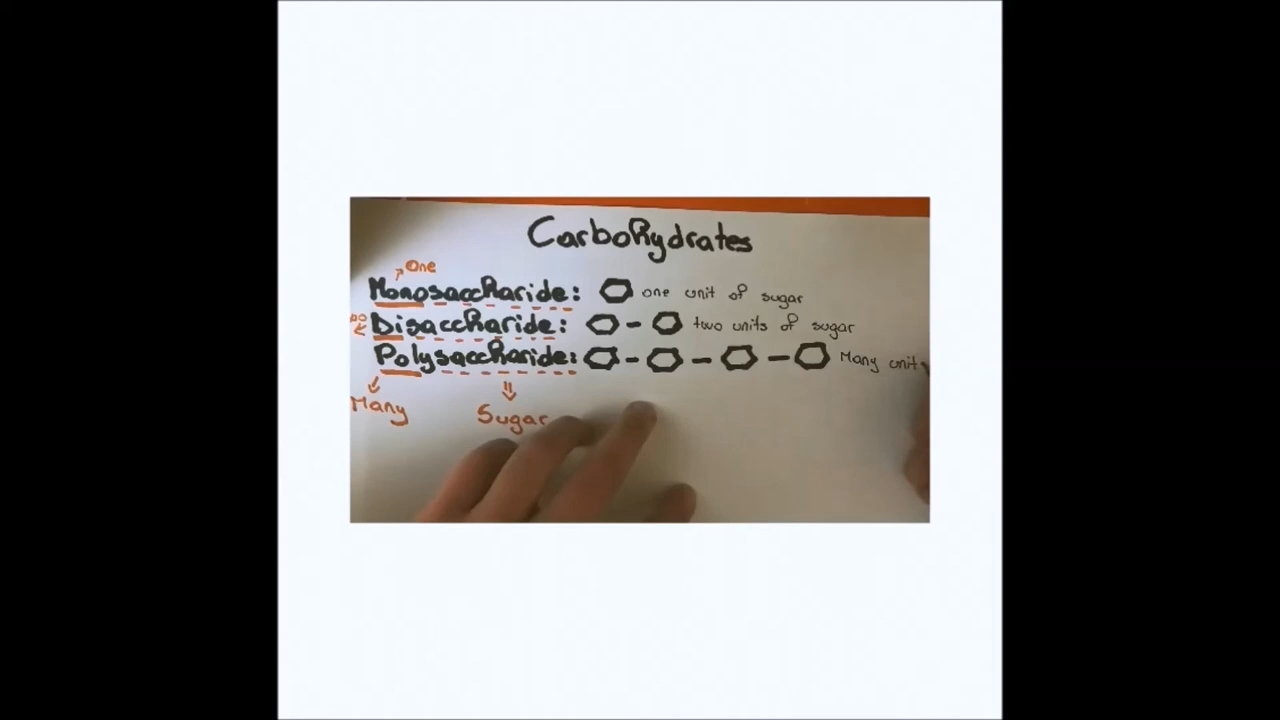 Carbohydrates
One
Monosaccharide: one unit of sugar
Disaccharide: two units of sugar
Polysaccharide: Many unit
Many
Sugar